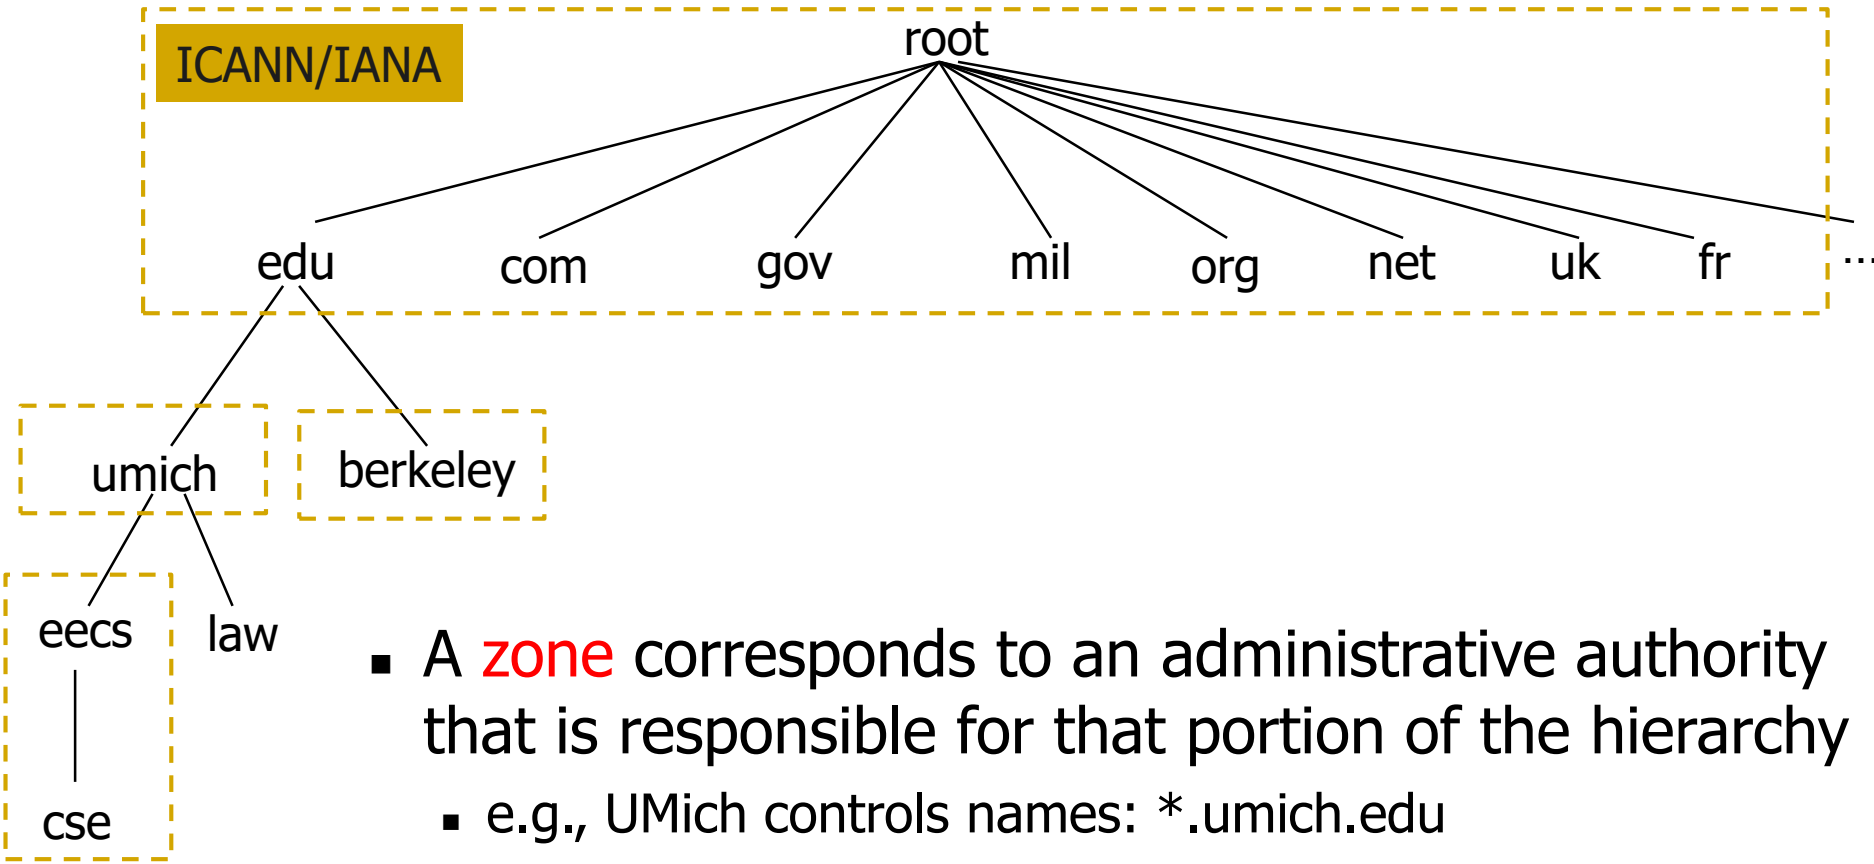 root
ICANN/IANA
edu com gov mil org net uk fr ...
umich berkeley
eecs law
▪ A zone corresponds to an administrative authority
that is responsible for that portion of the hierarchy
cse
▪ e.g., UMich controls names: *.umich.edu